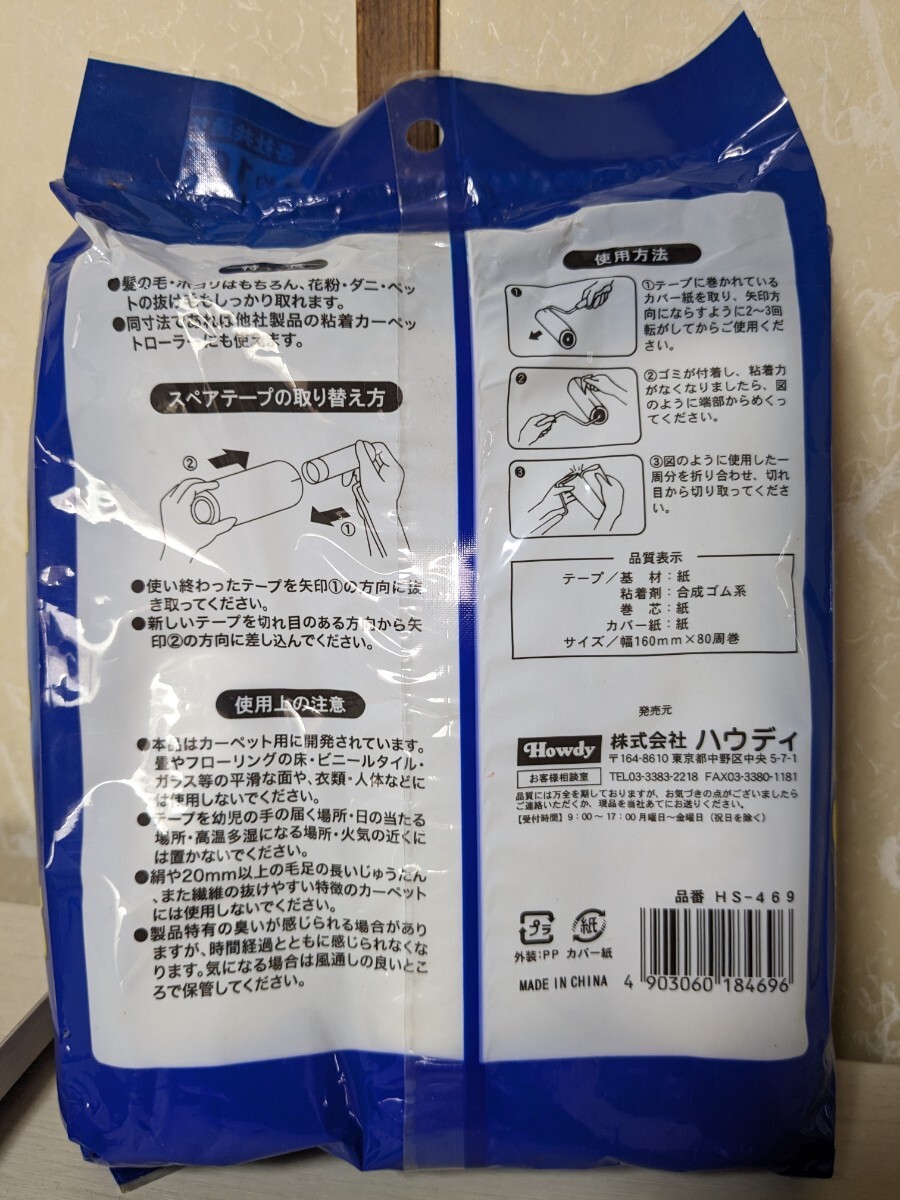 ●髪の毛・ホコリはもちろん、花粉・ダニ・ペッ
トの抜け毛もしっかり取れます。
●同寸法であれば他社製品の粘着カーペッ
トローラーにも使えます。
スペアテープの取り替え方
②
①
●使い終わったテープを矢印①の方向に抜
き取ってください。
●新しいテープを切れ目のある方向から矢
印②の方向に差し込んでください。
使用上の注意
●本品はカーペット用に開発されています。
畳やフローリングの床・ビニールタイル・
ガラス等の平滑な面や、衣類・人体などに
は使用しないでください。
●テープを幼児の手の届く場所・日の当たる
場所・高温多湿になる場所・火気の近くに
は置かないでください。
●絹や20mm以上の毛足の長いじゅうたん
、また繊維の抜けやすい特徴のカーペット
には使用しないでください。
●製品特有の臭いが感じられる場合があり
ますが、時間経過とともに感じられなくな
ります。気になる場合は風通しの良いとこ
ろで保管してください。
使用方法
①
①テープに巻かれている
カバー紙を取り、矢印方
向にならすように2〜3回
転がしてからご使用くだ
さい。
②
②ゴミが付着し、粘着力
がなくなりましたら、図
のように端部からめくっ
てください。
③
③図のように使用した一
周分を折り合わせ、切れ
目から切り取ってくださ
い。
品質表示
テープ/基材:紙
粘着剤:合成ゴム系
巻芯:紙
カバー紙:紙
サイズ/幅160mm×80周巻
発売元
Howdy 株式会社 ハウディ
〒164-8610 東京都中野区中央 5-7-1
お客様相談室 TEL03-3383-2218 FAX03-3380-1181
品質には万全を期しておりますが、お気づきの点がございましたら
ご連絡いただくか、現品を当社あてにお送りください。
【受付時間】9:00〜17:00 月曜日〜金曜日(祝日を除く)
品番 HS-469
プラ 紙
外装:PP カバー紙
MADE IN CHINA
4 903060 184696